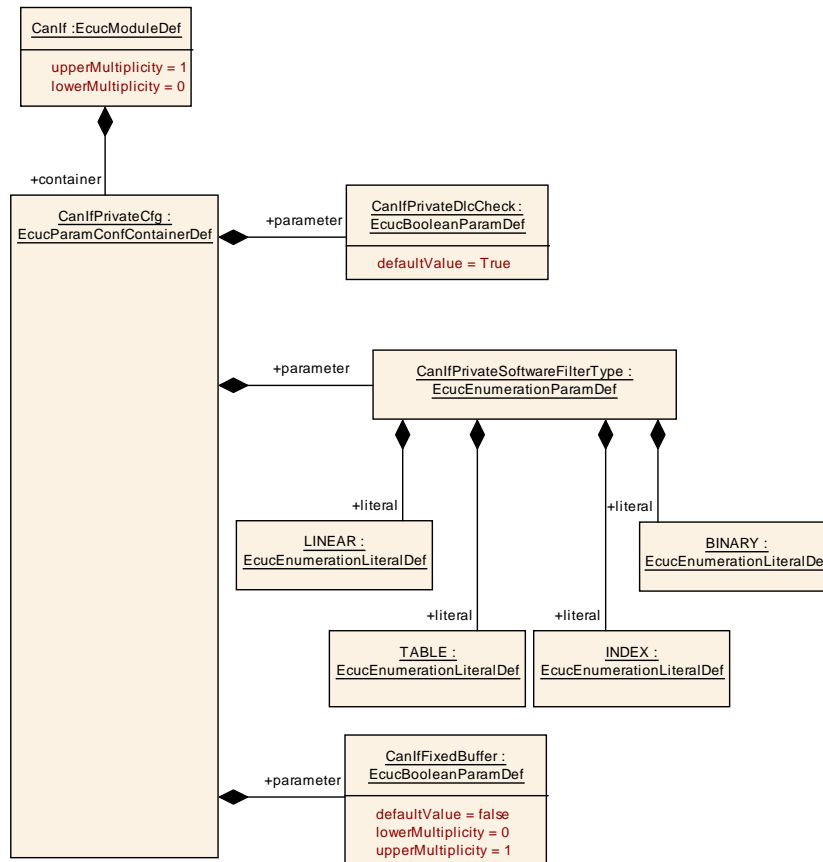 CanIf :EcucModuleDef
upperMultiplicity = 1
lowerMultiplicity = 0
+container
CanIfPrivateCfg :
EcucParamConfContainerDef
+parameter
CanIfPrivateDlcCheck :
EcucBooleanParamDef
defaultValue = True
+parameter
CanIfPrivateSoftwareFilterType :
EcucEnumerationParamDef
+literal
+literal
LINEAR :
EcucEnumerationLiteralDef
BINARY :
EcucEnumerationLiteralDef
+literal
+literal
TABLE :
EcucEnumerationLiteralDef
INDEX :
EcucEnumerationLiteralDef
+parameter
CanIfFixedBuffer :
EcucBooleanParamDef
defaultValue = false
lowerMultiplicity = 0
upperMultiplicity = 1